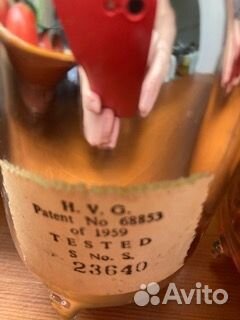 H. V. G.
Patent No 68853
of 1959
TESTED
S No. S.
23640
Avito